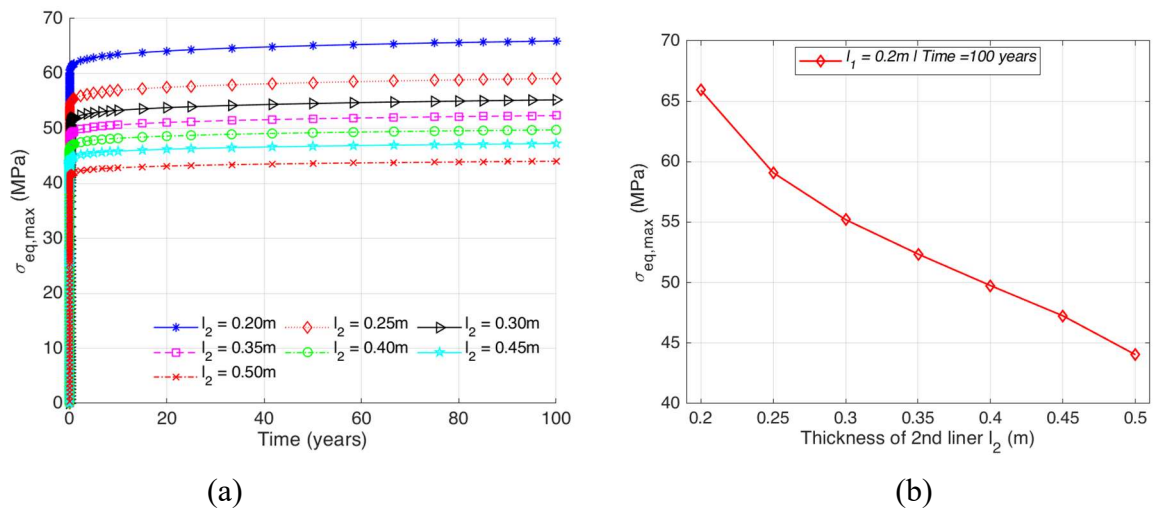 70
60
50
40
30
20
10
0
σeq,max (MPa)
l2 = 0.20m
l2 = 0.25m
l2 = 0.30m
l2 = 0.35m
l2 = 0.40m
l2 = 0.45m
l2 = 0.50m
0 20 40 60 80 100
Time (years)
(a)
70
65
60
55
50
45
40
σeq,max (MPa)
l1 = 0.2m l Time =100 years
0.2 0.25 0.3 0.35 0.4 0.45 0.5
Thickness of 2nd liner l2 (m)
(b)